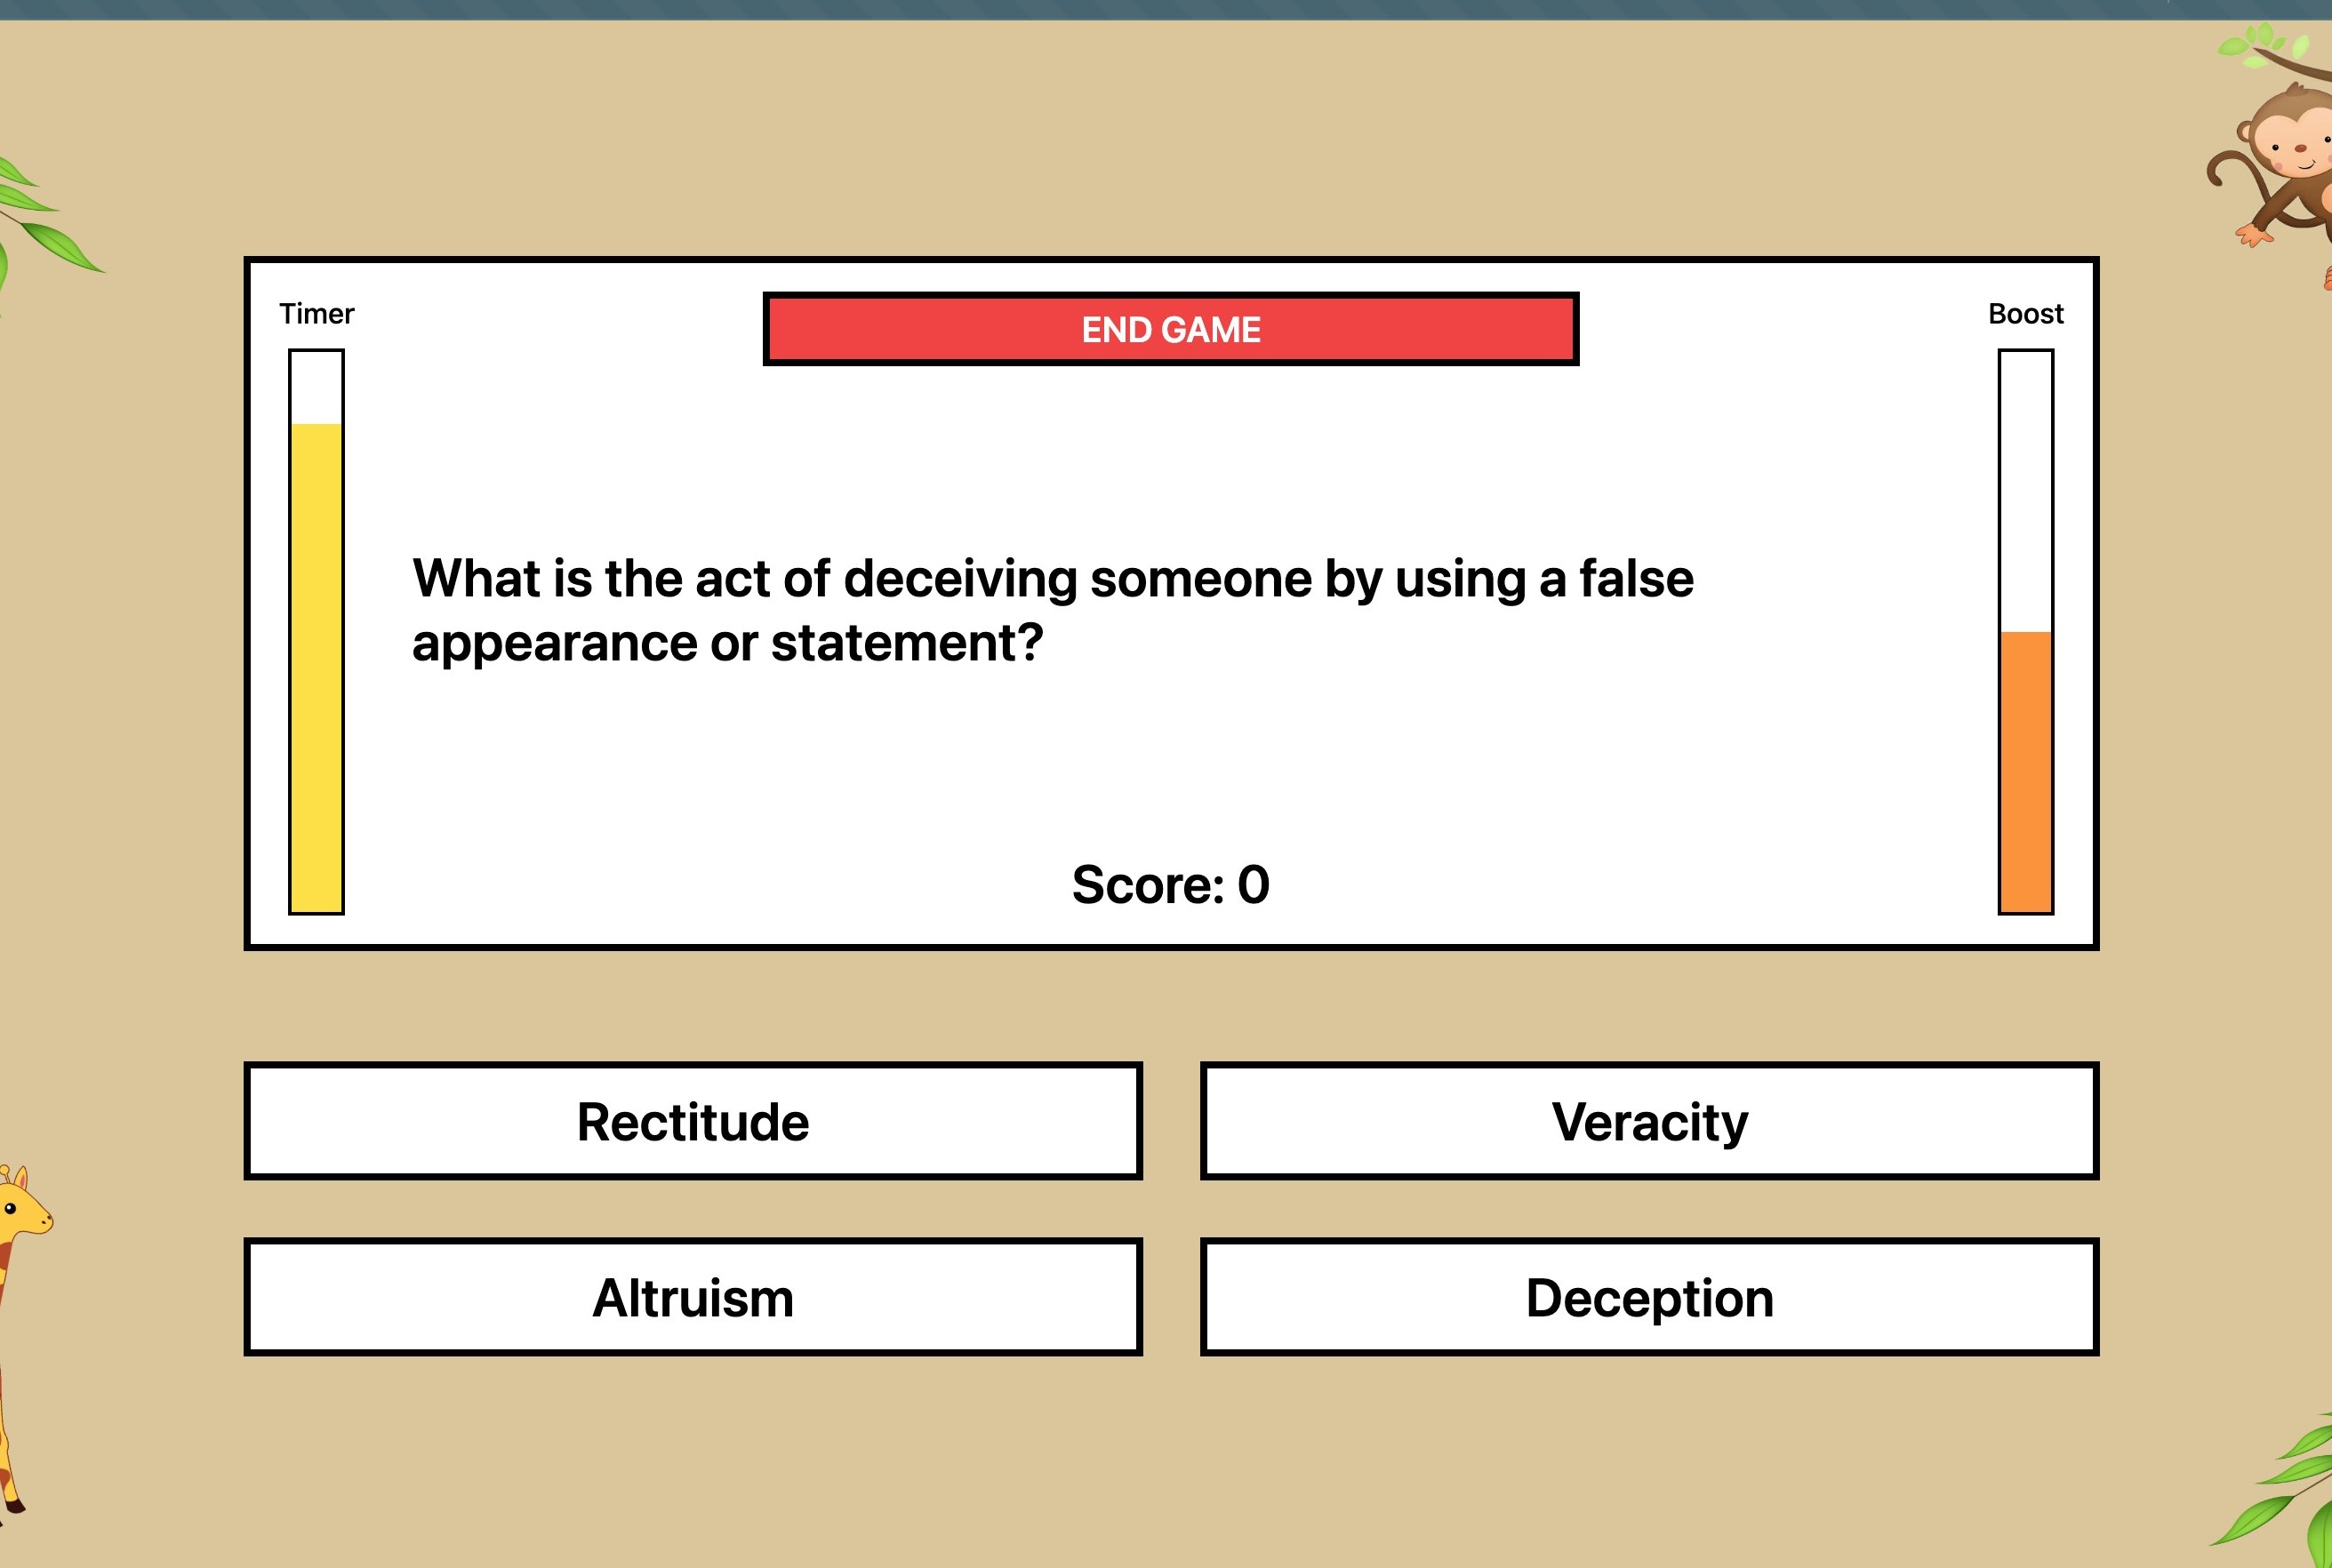 Timer
END GAME
Boost
What is the act of deceiving someone by using a false
appearance or statement?
Score: 0
Rectitude
Veracity
Altruism
Deception